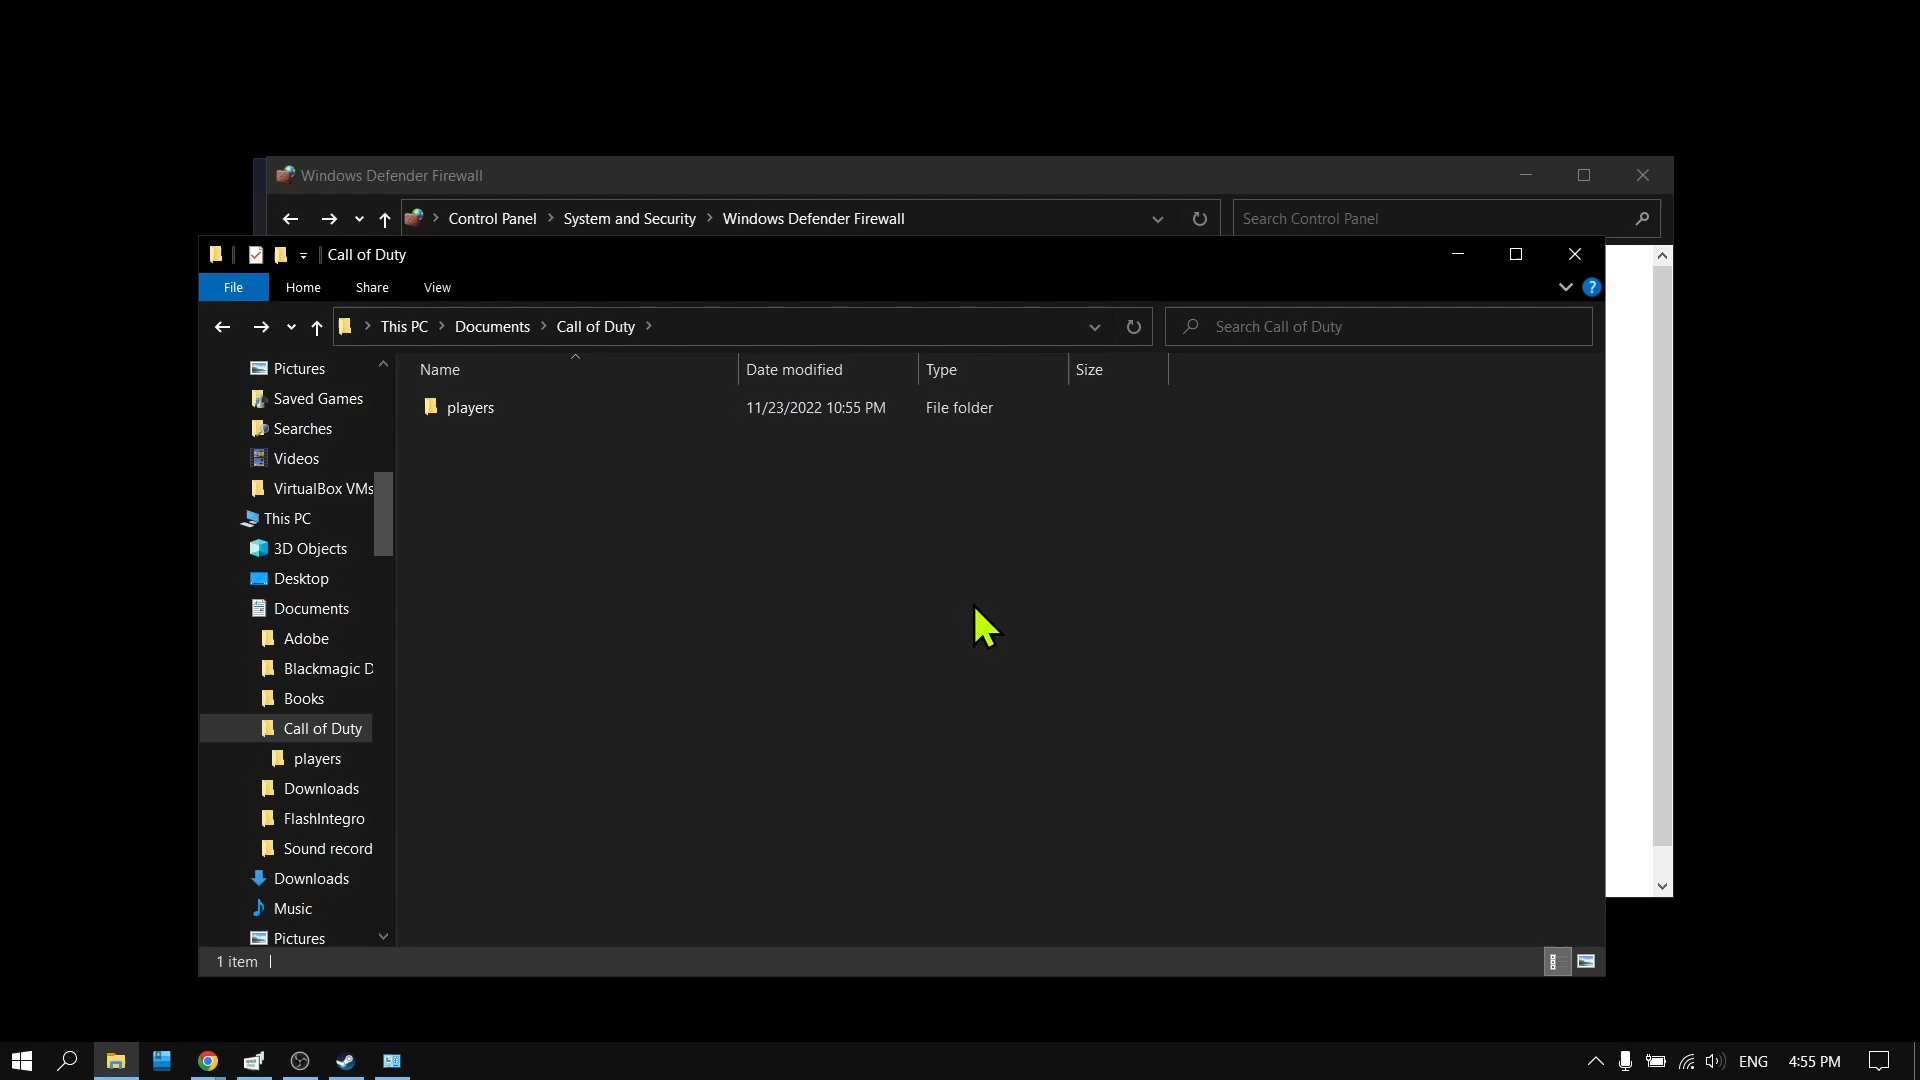 Windows Defender Firewall
Control Panel System and Security Windows Defender Firewall Search Control Panel
Call of Duty
File Home Share View
This PC Documents Call of Duty Search Call of Duty
Name Date modified Type Size
players 11/23/2022 10:55 PM File folder
Pictures
Saved Games
Searches
Videos
VirtualBox VMs
This PC
3D Objects
Desktop
Documents
Adobe
Blackmagic D
Books
Call of Duty
players
Downloads
FlashIntegro
Sound record
Downloads
Music
Pictures
1 item
ENG 4:55 PM